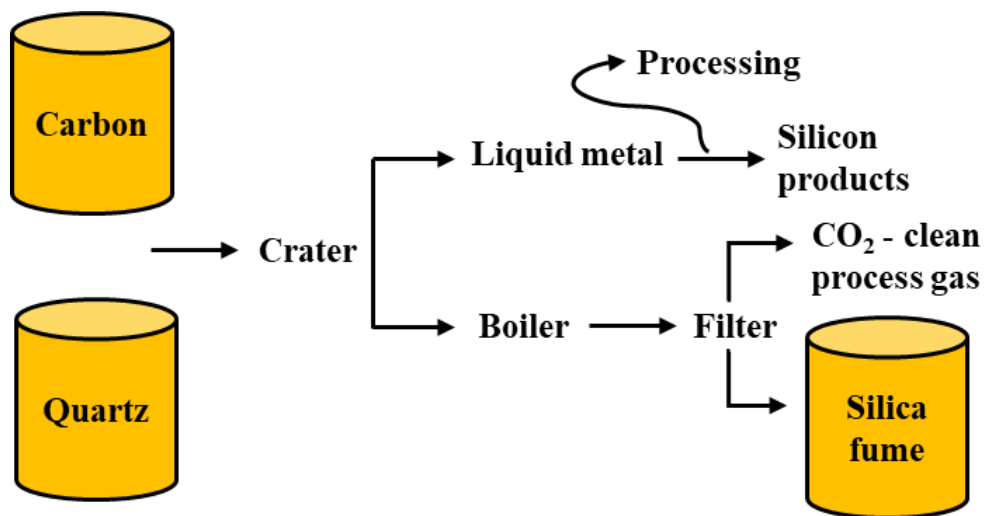 Carbon
Quartz
Crater
Processing
Liquid metal
Silicon
products
CO₂ - clean
process gas
Boiler
Filter
Silica
fume